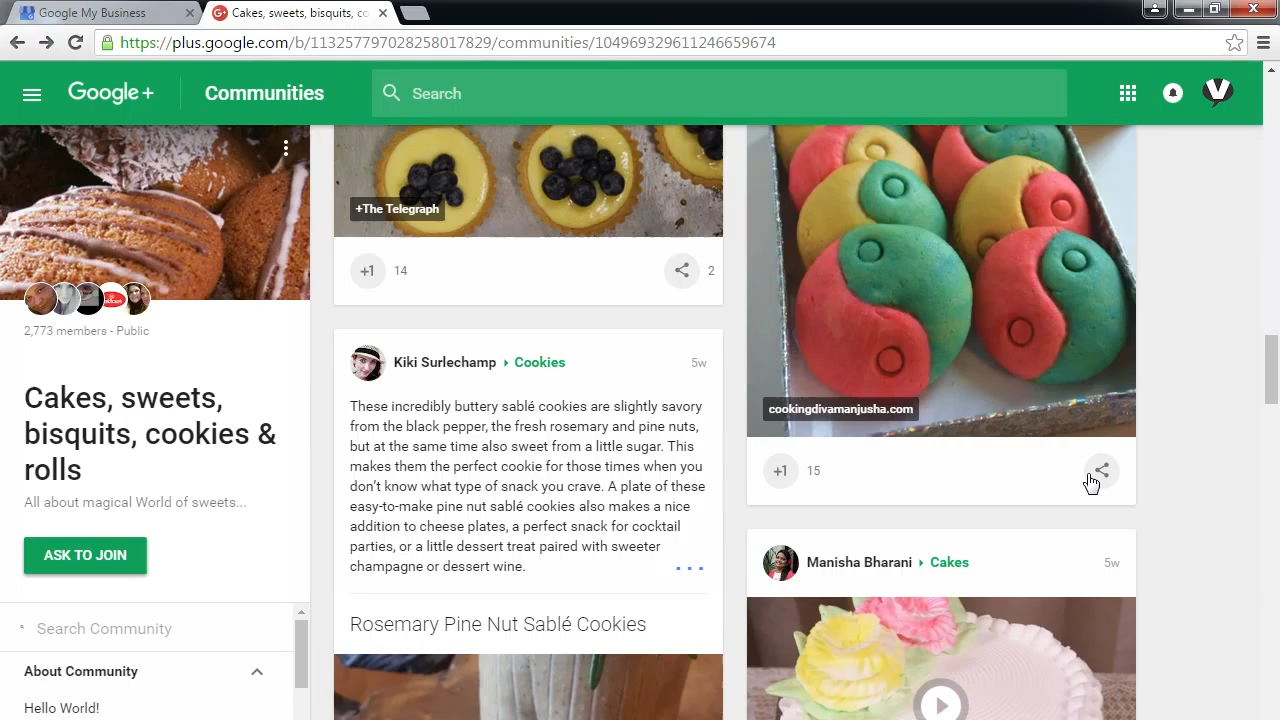 Google My Business
Cakes, sweets, bisquits, co
https://plus.google.com/b/113257797028258017829/communities/104969329611246659674
Google+
Communities
Search
2,773 members - Public
Cakes, sweets,
bisquits, cookies &
rolls
All about magical World of sweets...
ASK TO JOIN
Search Community
About Community
Hello World!
+The Telegraph
+1
14
2
Kiki Surlechamp
Cookies
5w
These incredibly buttery sablé cookies are slightly savory
from the black pepper, the fresh rosemary and pine nuts,
but at the same time also sweet from a little sugar. This
makes them the perfect cookie for those times when you
don't know what type of snack you crave. A plate of these
easy-to-make pine nut sablé cookies also makes a nice
addition to cheese plates, a perfect snack for cocktail
parties, or a little dessert treat paired with sweeter
champagne or dessert wine.
Rosemary Pine Nut Sablé Cookies
cookingdivamanjusha.com
+1
15
Manisha Bharani
Cakes
5w